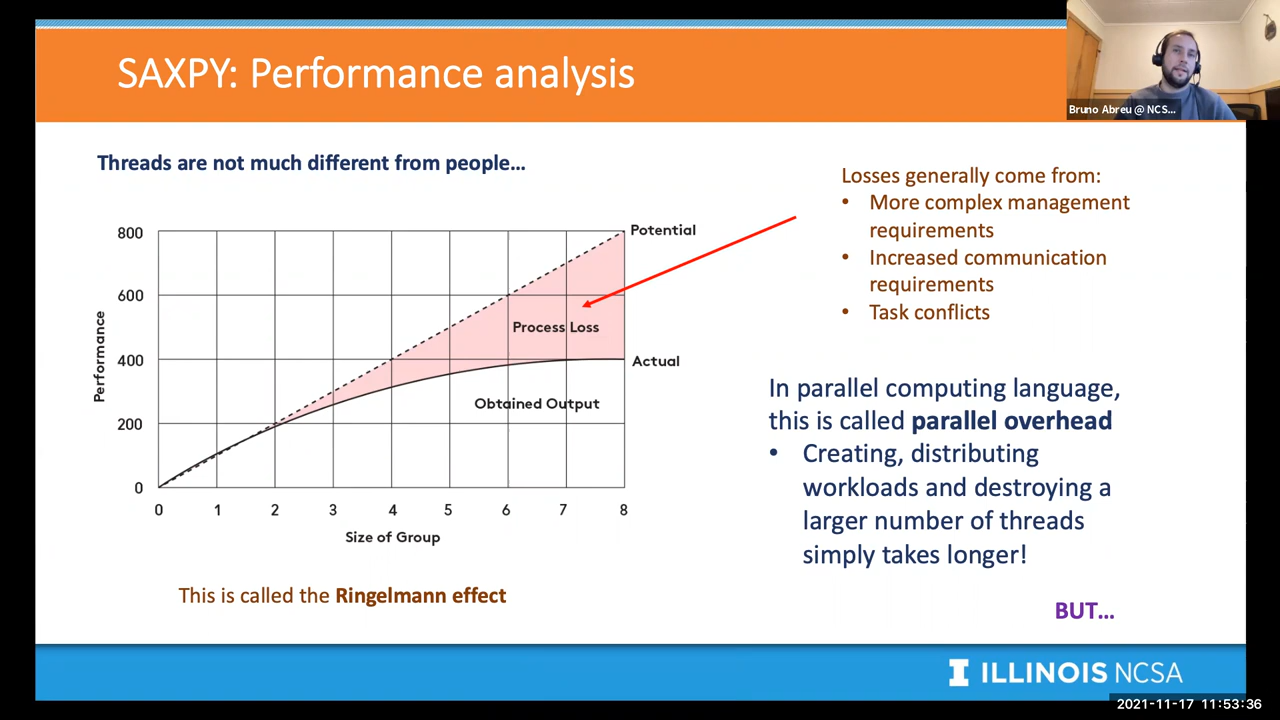 SAXPY: Performance analysis
Bruno Abreu @ NCS...
Threads are not much different from people...
800
600
400
200
0
Performance
0 1 2 3 4 5 6 7 8
Size of Group
Potential
Process Loss
Actual
Obtained Output
This is called the Ringelmann effect
Losses generally come from:
• More complex management
requirements
• Increased communication
requirements
• Task conflicts
In parallel computing language,
this is called parallel overhead
• Creating, distributing
workloads and destroying a
larger number of threads
simply takes longer!
BUT...
I ILLINOIS NCSA
2021-11-17 11:53:36